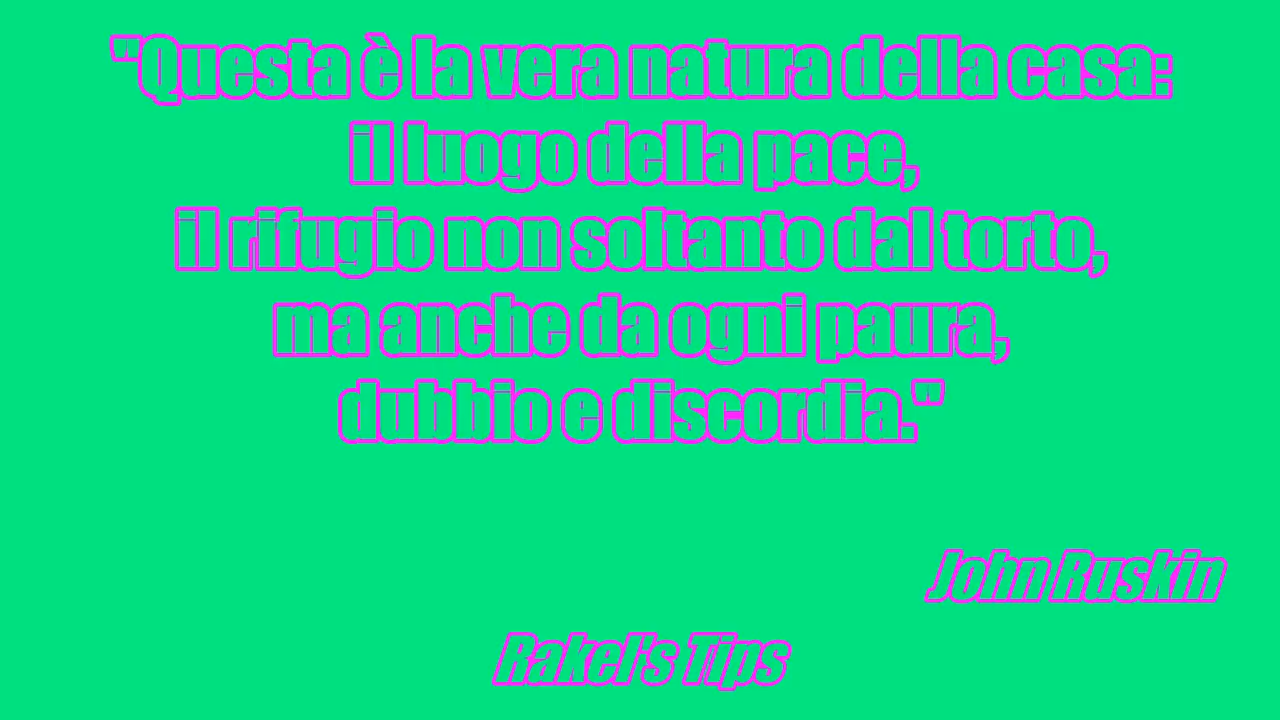 "Questa è la vera natura della casa:
il luogo della pace,
il rifugio non soltanto dal torto,
ma anche da ogni paura,
dubbio e discordia."
John Ruskin
Rakel's Tips